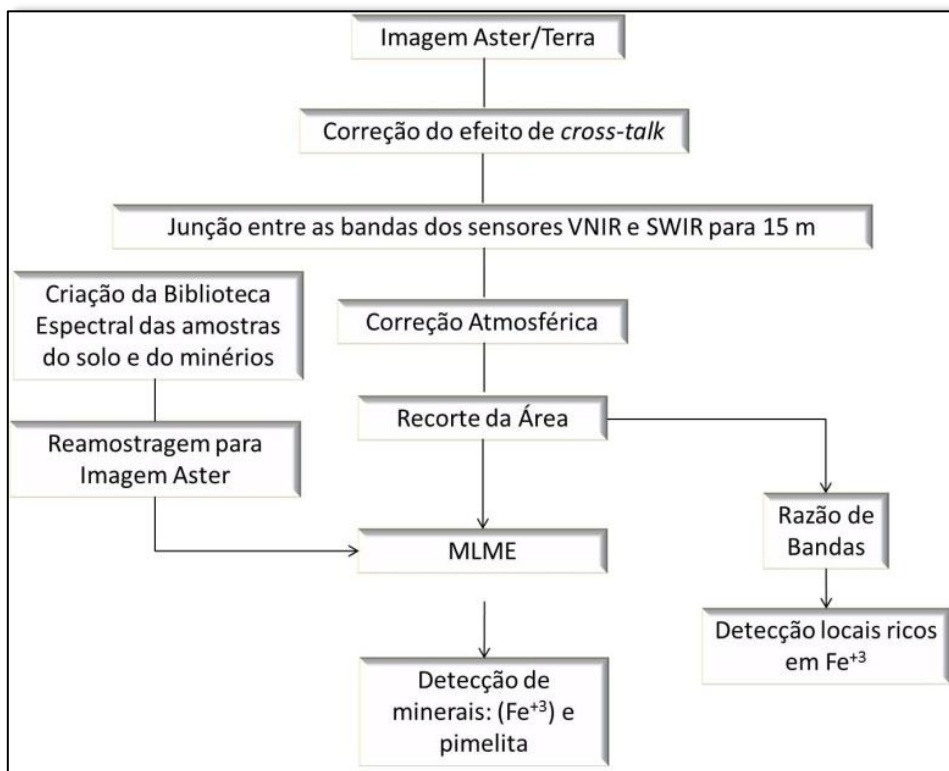 Imagem Aster/Terra
Correção do efeito de cross-talk
Junção entre as bandas dos sensores VNIR e SWIR para 15 m
Criação da Biblioteca
Espectral das amostras
do solo e do minérios
Correção Atmosférica
Reamostragem para
Imagem Aster
Recorte da Área
MLME
Razão de
Bandas
Detecção de
minerais: (Fe⁺³) e
pimelita
Detecção locais ricos
em Fe⁺³